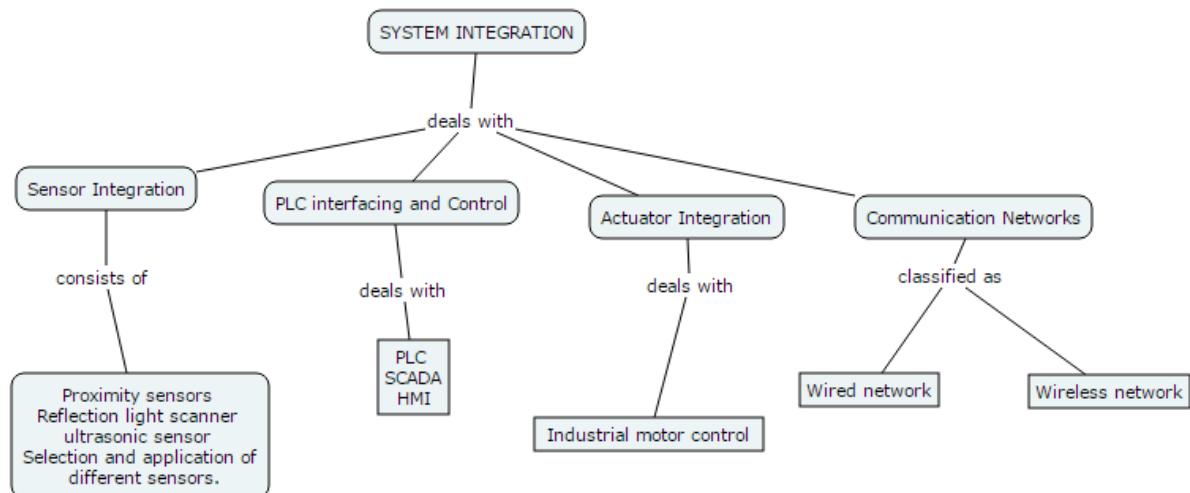 SYSTEM INTEGRATION
deals with
Sensor Integration
PLC interfacing and Control
Actuator Integration
Communication Networks
consists of
deals with
deals with
classified as
Proximity sensors
Reflection light scanner
ultrasonic sensor
Selection and application of
different sensors.
PLC
SCADA
HMI
Industrial motor control
Wired network
Wireless network